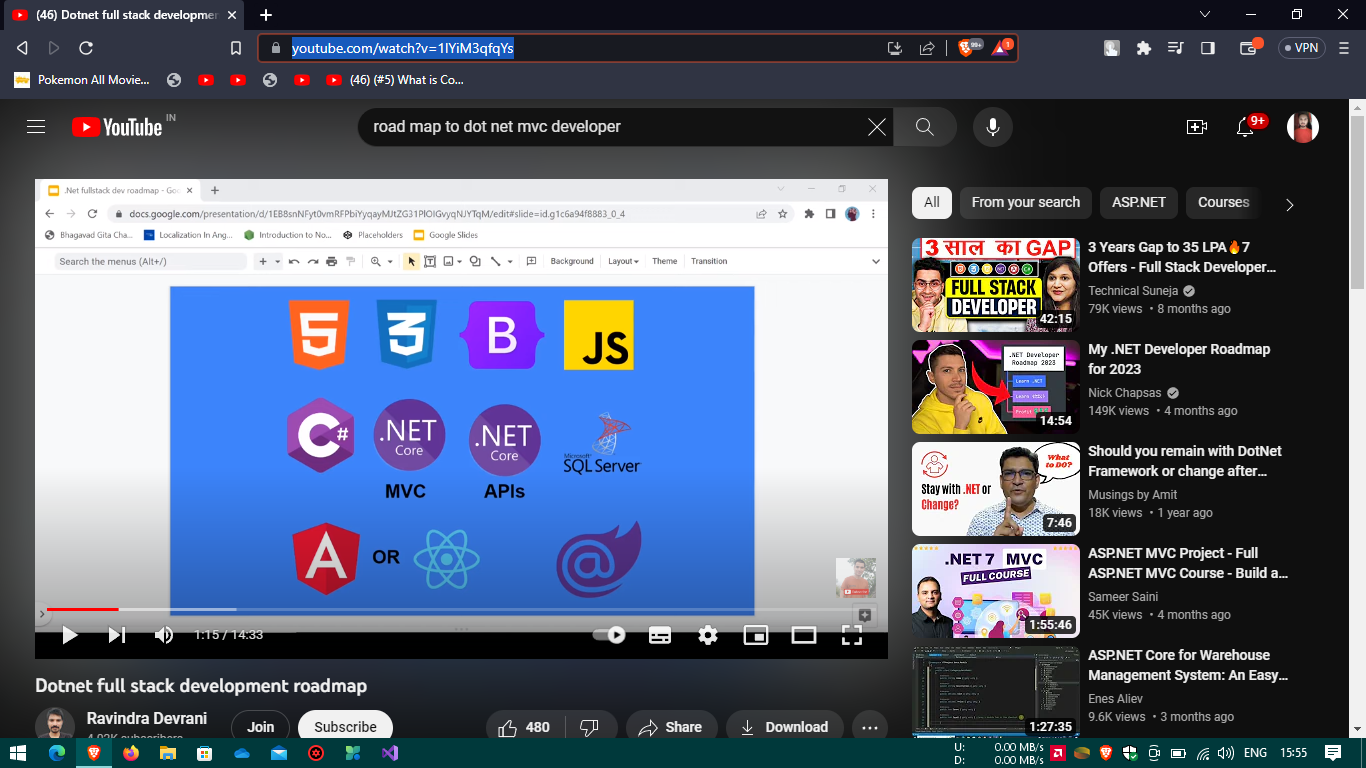 (46) Dotnet full stack developmen
youtube.com/watch?v=1IYiM3qfqYs
99+
1
VPN
Pokemon All Movie...
(46) (#5) What is Co...
YouTube IN
road map to dot net mvc developer
9+
.Net fullstack dev roadmap - Goo
docs.google.com/presentation/d/1EB8snNFyt0vmRFPbiYyqayMJtZG31PlOIGvyqNJYTqM/edit#slide=id.g1c6a94f8883_0_4
Bhagavad Gita Cha...
Localization In Ang...
Introduction to No...
Placeholders
Google Slides
Search the menus (Alt+/)
Background
Layout
Theme
Transition
5
3
B
JS
C#
.NET
Core
.NET
Core
Microsoft
SQL Server
MVC
APIs
A
OR
@
1:15 / 14:33
Dotnet full stack development roadmap
Ravindra Devrani
Join
Subscribe
480
Share
Download
All
From your search
ASP.NET
Courses
3 साल का GAP
FULL STACK
DEVELOPER
42:15
3 Years Gap to 35 LPA🔥7
Offers - Full Stack Developer...
Technical Suneja
79K views • 8 months ago
.NET Developer
Roadmap 2023
Learn .NET
14:54
My .NET Developer Roadmap
for 2023
Nick Chapsas
149K views • 4 months ago
What
to DO?
Stay with .NET or
Change?
7:46
Should you remain with DotNet
Framework or change after...
Musings by Amit
18K views • 1 year ago
.NET 7 MVC
FULL COURSE
1:55:46
ASP.NET MVC Project - Full
ASP.NET MVC Course - Build a...
Sameer Saini
45K views • 4 months ago
1:27:35
ASP.NET Core for Warehouse
Management System: An Easy...
Enes Aliev
9.6K views • 3 months ago
U: 0.00 MB/s
D: 0.00 MB/s
ENG
15:55